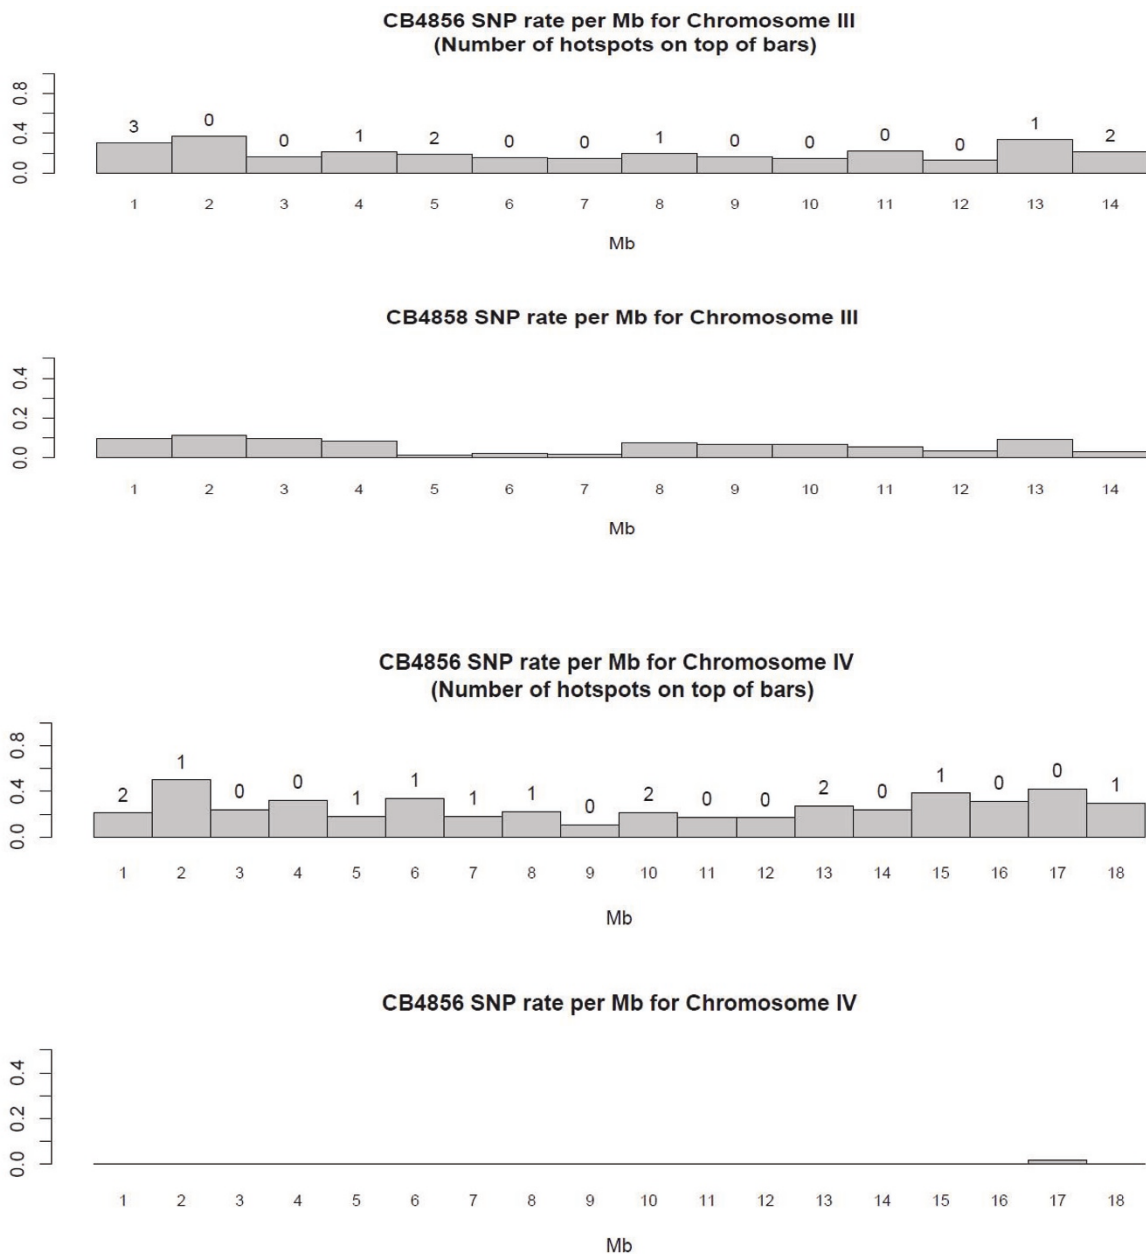 CB4856 SNP rate per Mb for Chromosome III
(Number of hotspots on top of bars)
0.0 0.4 0.8
3 0 0 1 2 0 0 1 0 0 0 0 1 2
1 2 3 4 5 6 7 8 9 10 11 12 13 14
Mb
CB4858 SNP rate per Mb for Chromosome III
0.0 0.2 0.4
1 2 3 4 5 6 7 8 9 10 11 12 13 14
Mb
CB4856 SNP rate per Mb for Chromosome IV
(Number of hotspots on top of bars)
0.0 0.4 0.8
2 1 0 0 1 1 1 1 0 2 0 0 2 0 1 0 0 1
1 2 3 4 5 6 7 8 9 10 11 12 13 14 15 16 17 18
Mb
CB4856 SNP rate per Mb for Chromosome IV
0.0 0.2 0.4
1 2 3 4 5 6 7 8 9 10 11 12 13 14 15 16 17 18
Mb